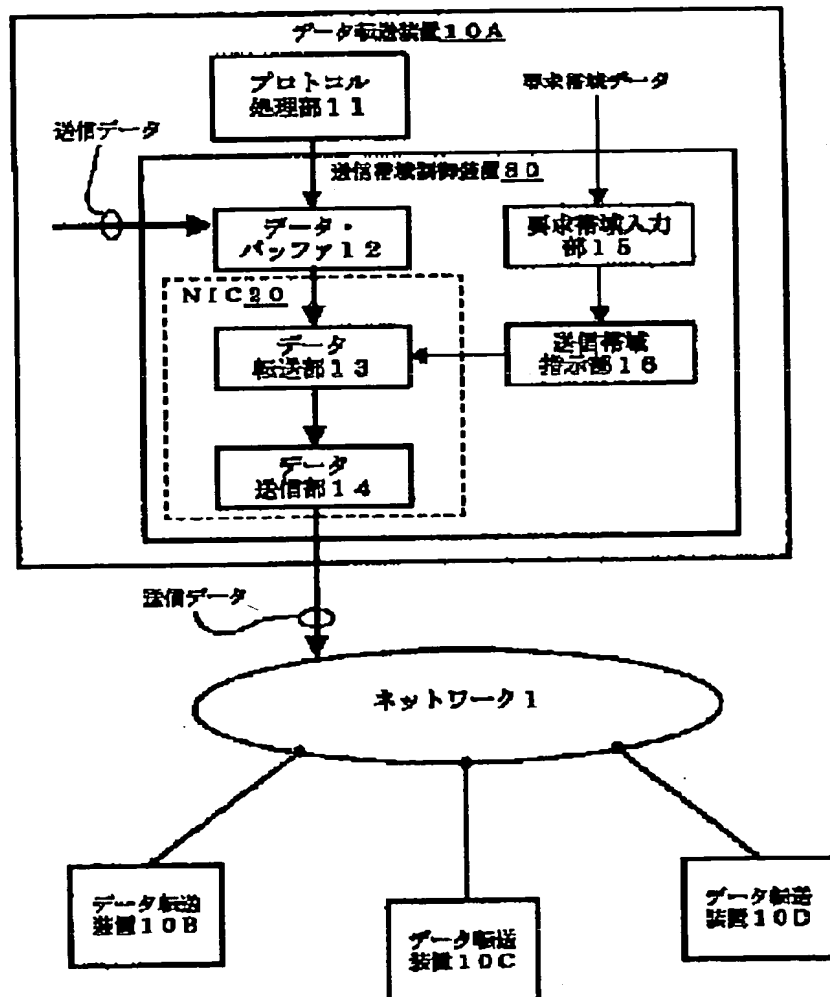 データ転送装置10A
プロトコル
処理部11
要求帯域データ
送信データ
送信帯域制御装置80
データ・
バッファ12
要求帯域入力
部15
NIC20
データ
転送部13
送信帯域
指示部16
データ
送信部14
送信データ
ネットワーク1
データ転送
装置10B
データ転送
装置10C
データ転送
装置10D